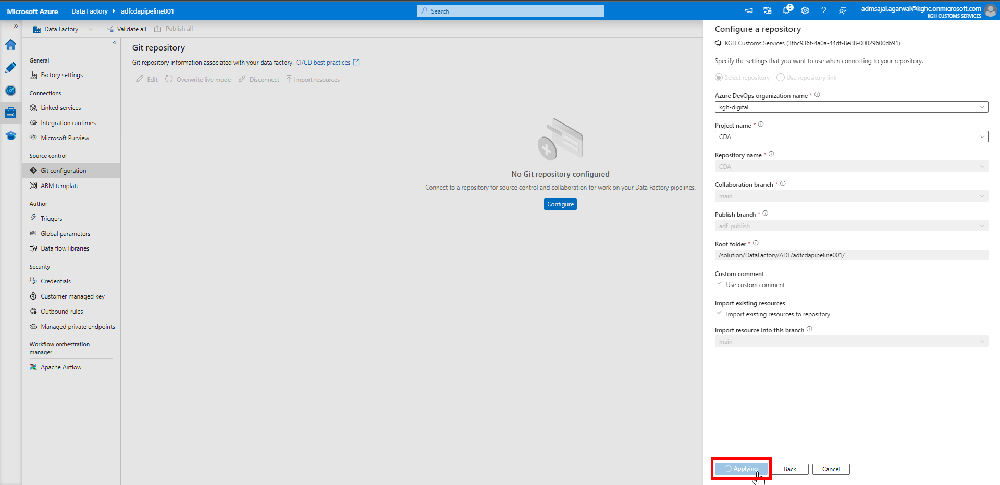 Microsoft Azure
Data Factory
adfcdapipeline001
Search
5
admsajal.agarwal@kghc.onmicrosoft.com
KGH CUSTOMS SERVICES
Data Factory
Validate all
Publish all
General
Factory settings
Connections
Linked services
Integration runtimes
Microsoft Purview
Source control
Git configuration
ARM template
Author
Triggers
Global parameters
Data flow libraries
Security
Credentials
Customer managed key
Outbound rules
Managed private endpoints
Workflow orchestration
manager
Apache Airflow
Git repository
Git repository information associated with your data factory. CI/CD best practices
Edit
Overwrite live mode
Disconnect
Import resources
No Git repository configured
Connect to a repository for source control and collaboration for work on your Data Factory pipelines.
Configure
Configure a repository
KGH Customs Services (3fbc936f-4a0a-44df-8e88-00029600cb91)
Specify the settings that you want to use when connecting to your repository.
Select repository
Use repository link
Azure DevOps organization name *
kgh-digital
Project name *
CDA
Repository name *
CDA
Collaboration branch *
main
Publish branch *
adf_publish
Root folder *
/solution/DataFactory/ADF/adfcdapipeline001/
Custom comment
Use custom comment
Import existing resources
Import existing resources to repository
Import resource into this branch
main
Applying
Back
Cancel